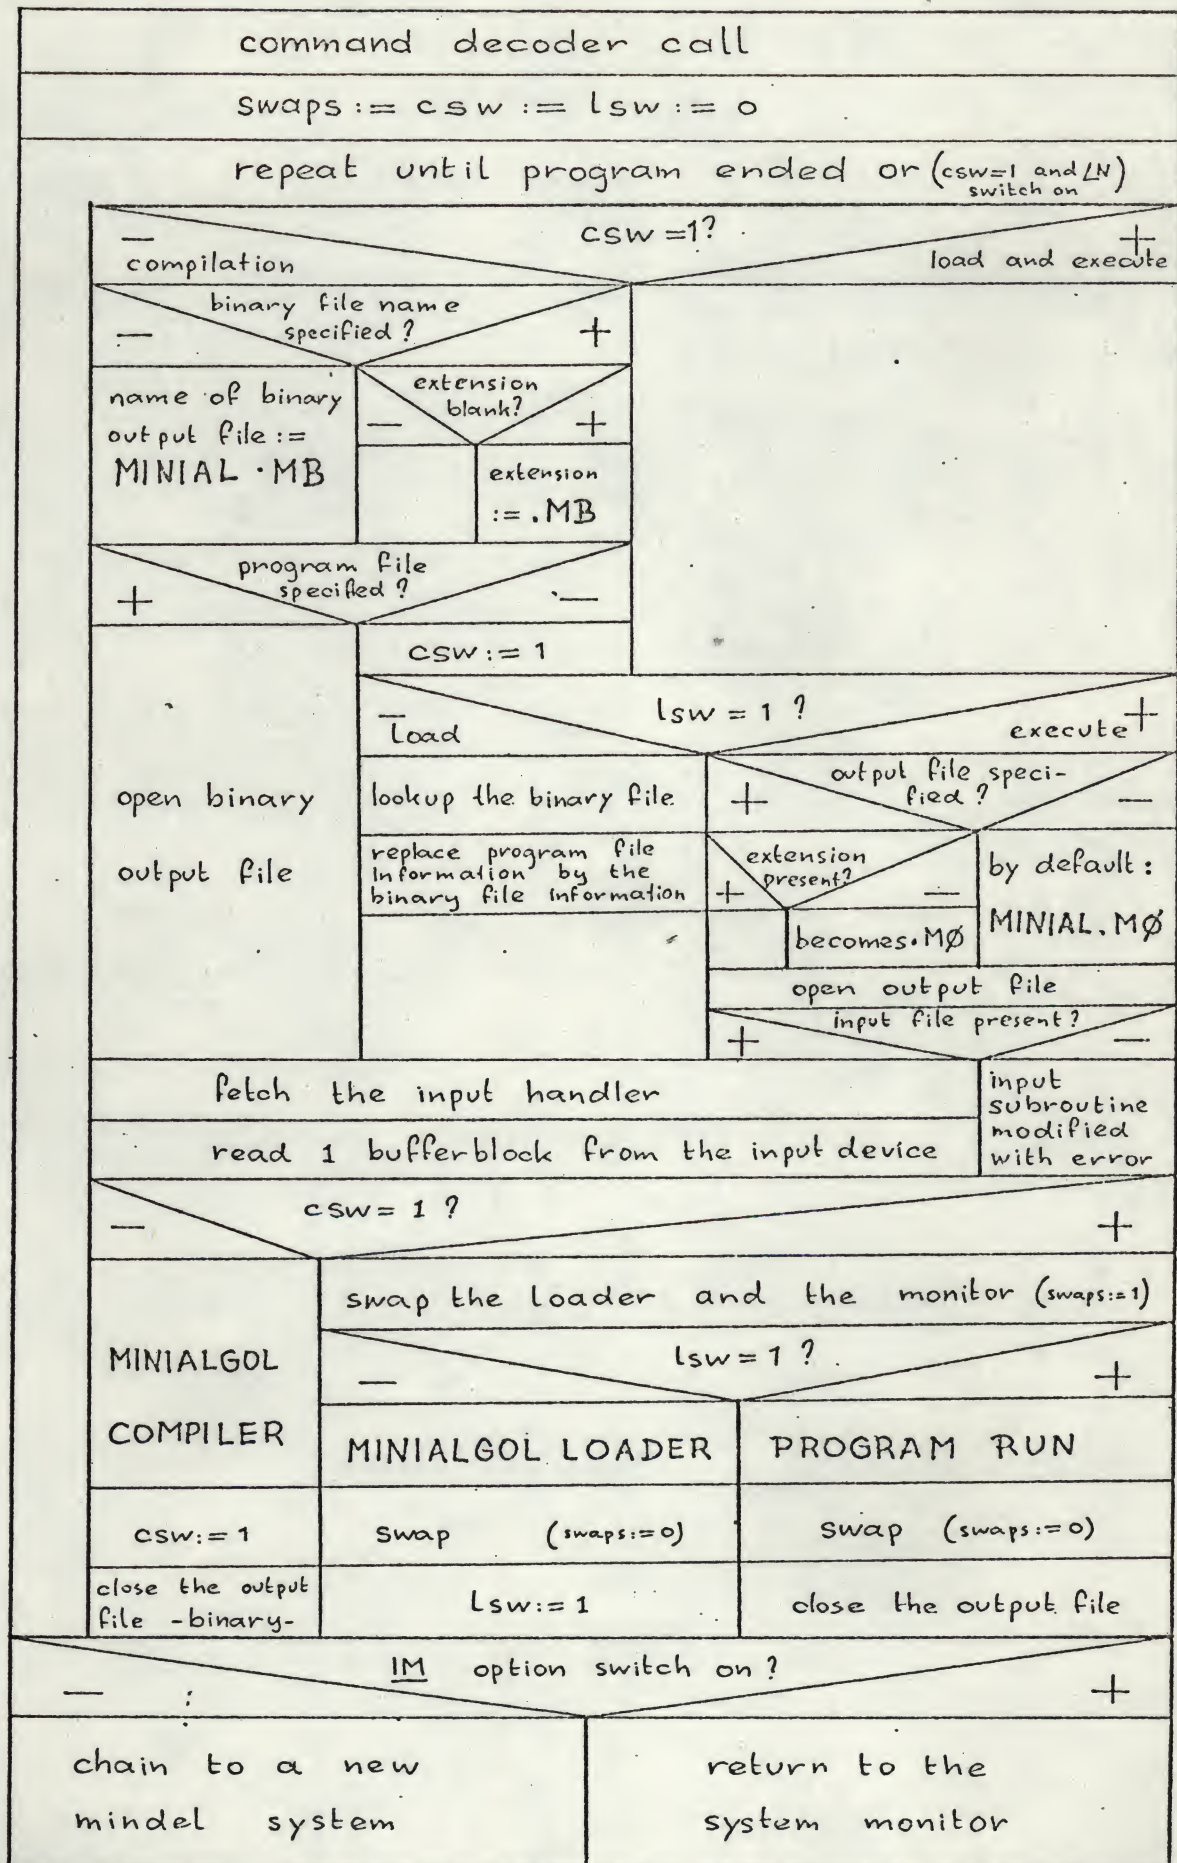 command decoder call
swaps := csw := lsw := 0
repeat until program ended or (csw=1 and LN)
switch on
csw =1?
—
+
compilation
load and execute
binary file name
specified ?
—
+
name of binary
output file :=
MINIAL .MB
extension
blank?
—
+
extension
:= .MB
program file
specified ?
+
—
csw := 1
open binary
output file
lsw = 1 ?
—
+
load
execute
lookup the binary file
replace program file
information by the
binary file information
output file speci-
fied ?
+
—
extension
present?
+
—
becomes .MØ
by default :
MINIAL . MØ
open output file
input file present ?
+
—
fetch the input handler
read 1 bufferblock from the input device
input
subroutine
modified
with error
csw = 1 ?
—
+
MINIALGOL
COMPILER
swap the loader and the monitor (swaps:=1)
lsw = 1 ?
—
+
MINIALGOL LOADER
PROGRAM RUN
csw := 1
swap (swaps:=0)
swap (swaps:=0)
close the output
file -binary-
lsw := 1
close the output file
IM option switch on ?
—
+
chain to a new
mindel system
return to the
system monitor